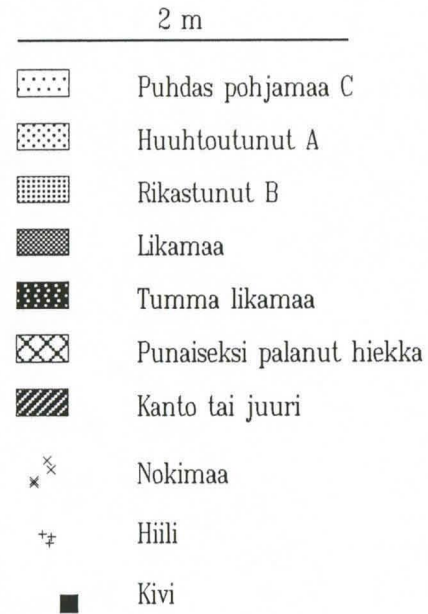 2 m
Puhdas pohjamaa C
Huuhtoutunut A
Rikastunut B
Likamaa
Tumma likamaa
Punaiseksi palanut hiekka
Kanto tai juuri
Nokimaa
Hiili
Kivi